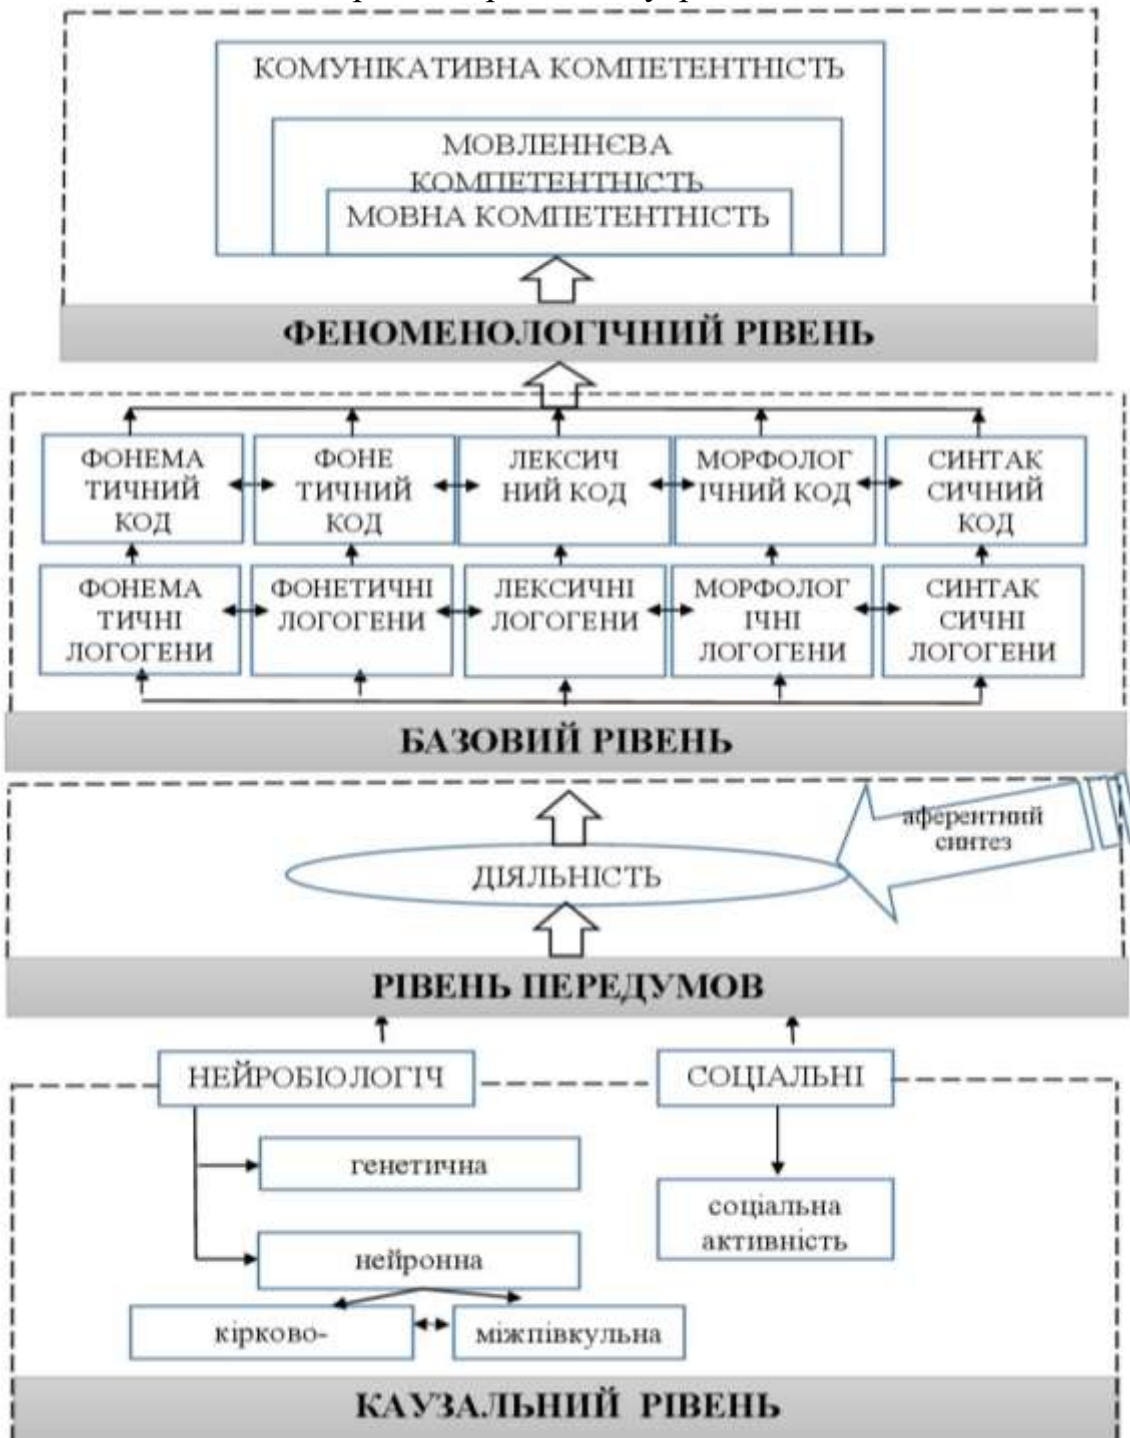 КОМУНІКАТИВНА КОМПЕТЕНТНІСТЬ
МОВЛЕННЄВА
КОМПЕТЕНТНІСТЬ
МОВНА КОМПЕТЕНТНІСТЬ
ФЕНОМЕНОЛОГІЧНИЙ РІВЕНЬ
ФОНЕМА
ТИЧНИЙ
КОД
ФОНЕ
ТИЧНИЙ
КОД
ЛЕКСИЧ
НИЙ КОД
МОРФОЛОГ
ІЧНИЙ КОД
СИНТАК
СИЧНИЙ
КОД
ФОНЕМА
ТИЧНІ
ЛОГОГЕНИ
ФОНЕТИЧНІ
ЛОГОГЕНИ
ЛЕКСИЧНІ
ЛОГОГЕНИ
МОРФОЛОГ
ІЧНІ
ЛОГОГЕНИ
СИНТАК
СИЧНІ
ЛОГОГЕНИ
БАЗОВИЙ РІВЕНЬ
аферентний
синтез
ДІЯЛЬНІСТЬ
РІВЕНЬ ПЕРЕДУМОВ
НЕЙРОБІОЛОГІЧ
СОЦІАЛЬНІ
генетична
соціальна
активність
нейронна
кірково-
міжпівкульна
КАУЗАЛЬНИЙ РІВЕНЬ